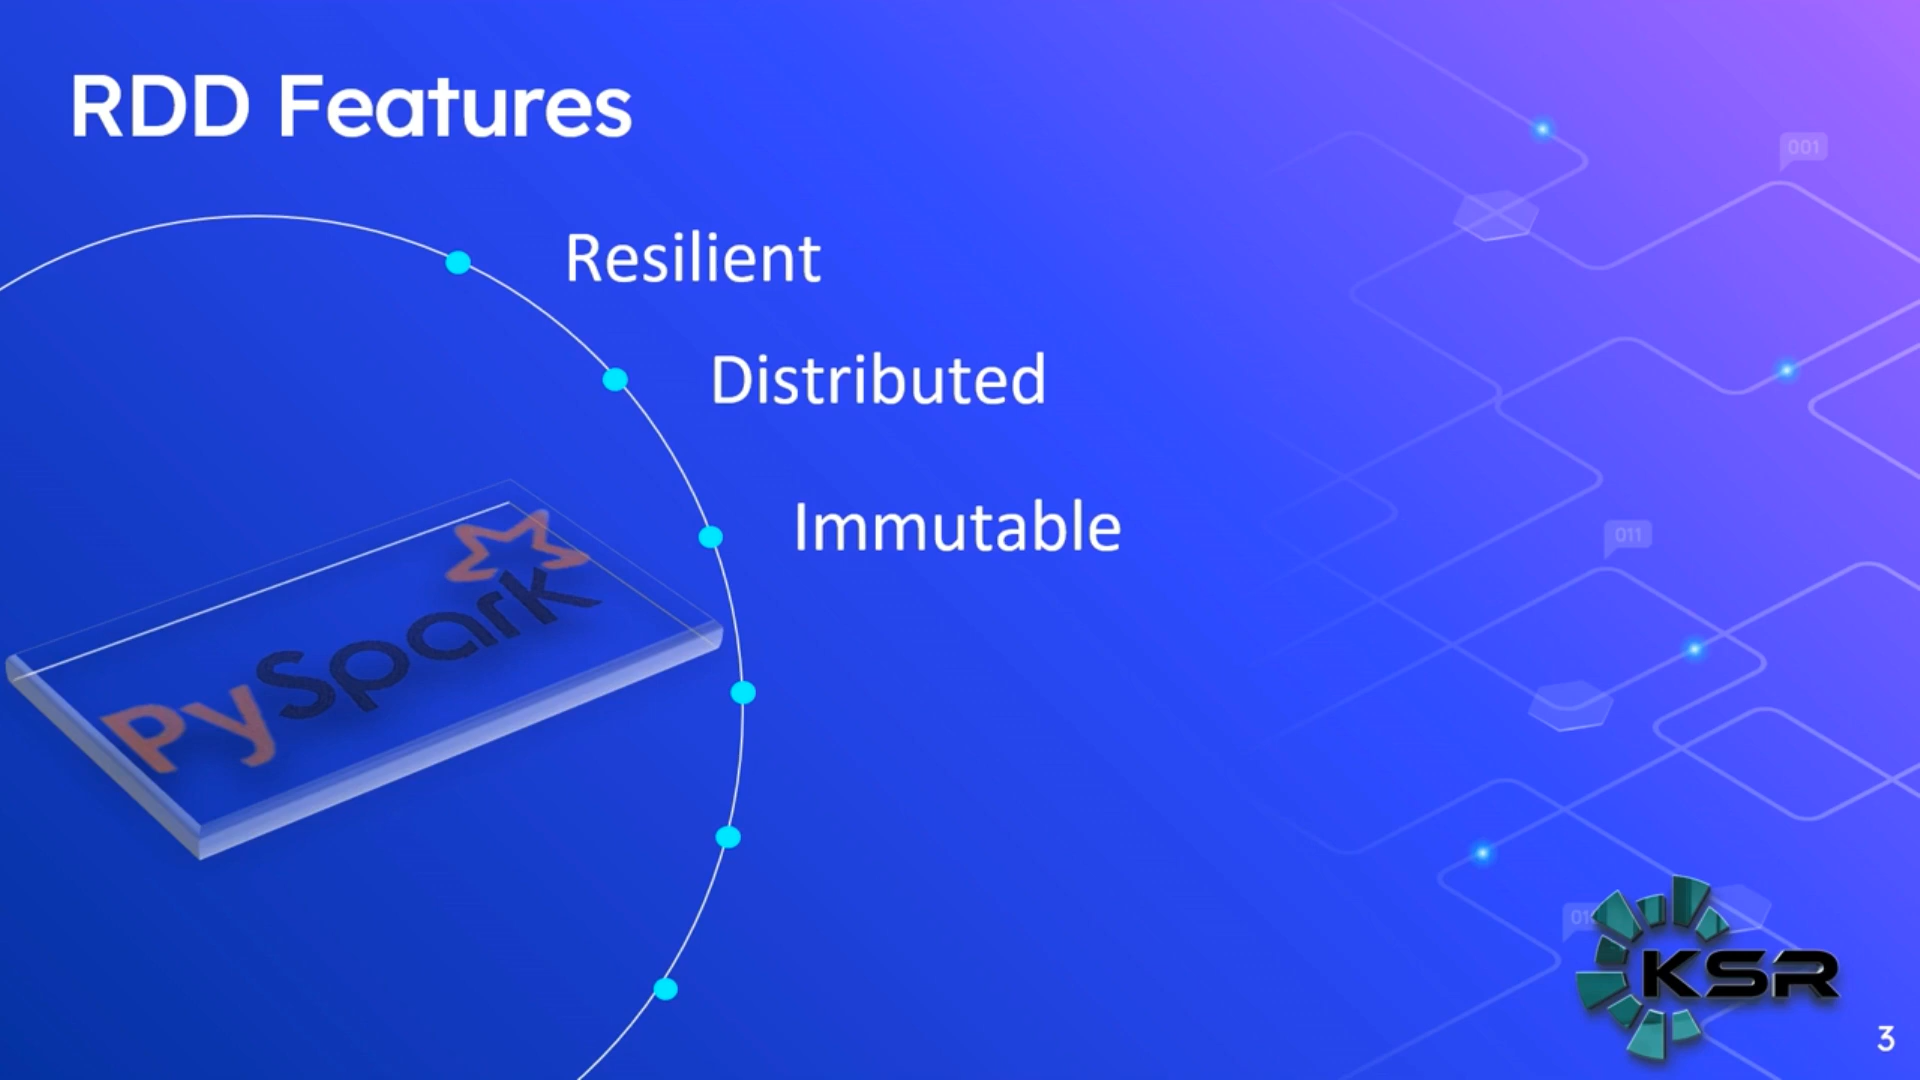 RDD Features
001
Resilient
Distributed
Immutable
011
PySpark
KSR
3